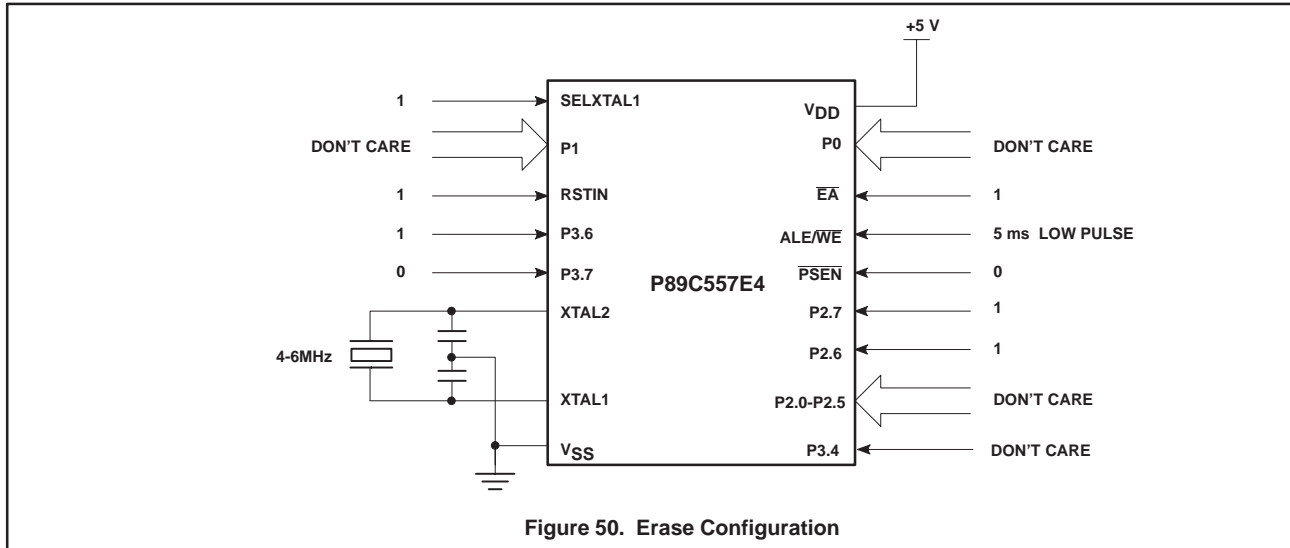 +5 V
1
SELXTAL1
VDD
DON'T CARE
P1
P0
DON'T CARE
1
RSTIN
EA
1
1
P3.6
ALE/WE
5 ms LOW PULSE
0
P3.7
P89C557E4
PSEN
0
XTAL2
P2.7
1
4-6MHz
P2.6
1
XTAL1
P2.0-P2.5
DON'T CARE
VSS
P3.4
DON'T CARE
Figure 50. Erase Configuration